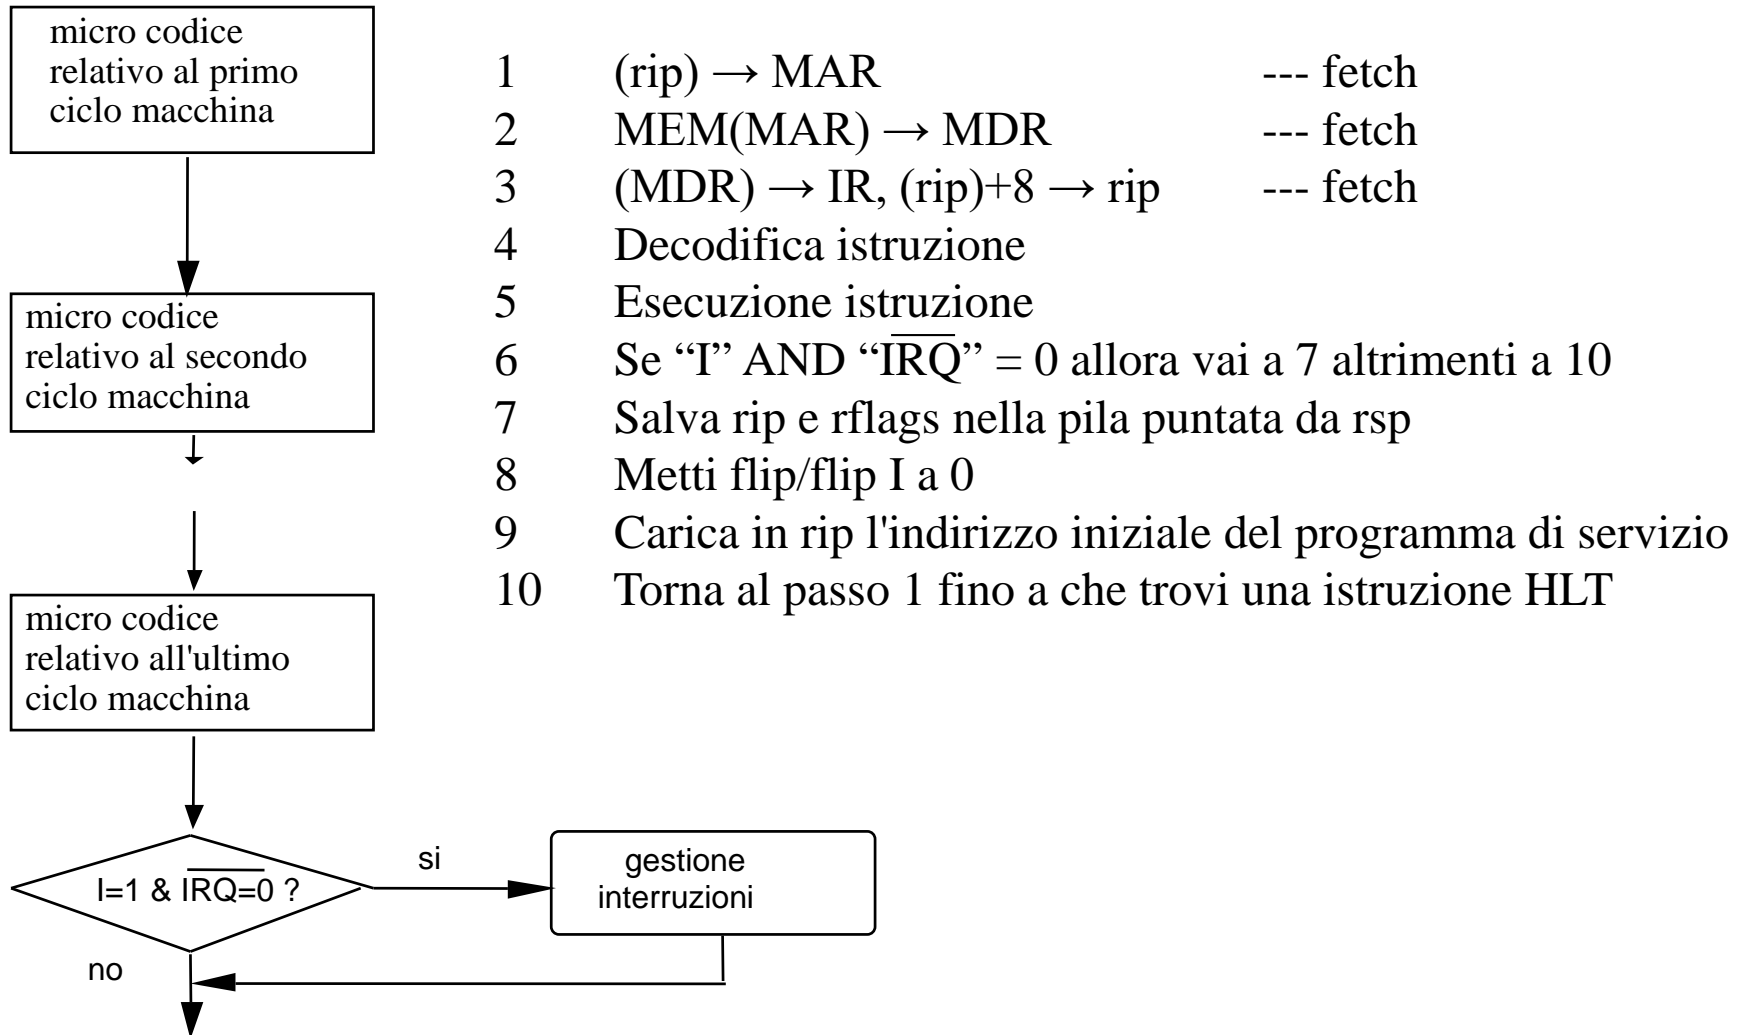 micro codice
relativo al primo
ciclo macchina
micro codice
relativo al secondo
ciclo macchina
micro codice
relativo all'ultimo
ciclo macchina
I=1 & I̅R̅Q̅=̅0̅ ?
si
gestione
interruzioni
no
1 (rip) → MAR --- fetch
2 MEM(MAR) → MDR --- fetch
3 (MDR) → IR, (rip)+8 → rip --- fetch
4 Decodifica istruzione
5 Esecuzione istruzione
6 Se “I” AND “I̅R̅Q̅” = 0 allora vai a 7 altrimenti a 10
7 Salva rip e rflags nella pila puntata da rsp
8 Metti flip/flip I a 0
9 Carica in rip l'indirizzo iniziale del programma di servizio
10 Torna al passo 1 fino a che trovi una istruzione HLT